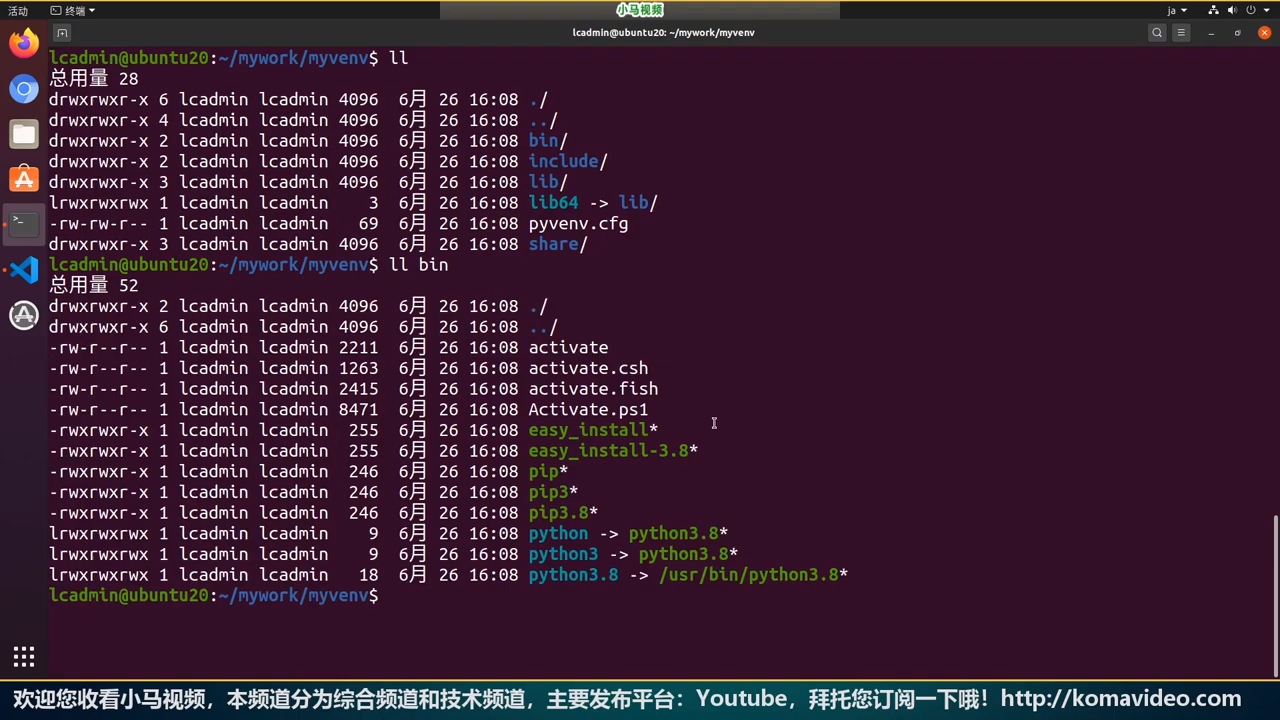 活动
终端
小马视频
ja
lcadmin@ubuntu20: ~/mywork/myvenv
lcadmin@ubuntu20:~/mywork/myvenv$ ll
总用量 28
drwxrwxr-x 6 lcadmin lcadmin 4096  6月 26 16:08 ./
drwxrwxr-x 4 lcadmin lcadmin 4096  6月 26 16:08 ../
drwxrwxr-x 2 lcadmin lcadmin 4096  6月 26 16:08 bin/
drwxrwxr-x 2 lcadmin lcadmin 4096  6月 26 16:08 include/
drwxrwxr-x 3 lcadmin lcadmin 4096  6月 26 16:08 lib/
lrwxrwxrwx 1 lcadmin lcadmin    3  6月 26 16:08 lib64 -> lib/
-rw-rw-r-- 1 lcadmin lcadmin   69  6月 26 16:08 pyvenv.cfg
drwxrwxr-x 3 lcadmin lcadmin 4096  6月 26 16:08 share/
lcadmin@ubuntu20:~/mywork/myvenv$ ll bin
总用量 52
drwxrwxr-x 2 lcadmin lcadmin 4096  6月 26 16:08 ./
drwxrwxr-x 6 lcadmin lcadmin 4096  6月 26 16:08 ../
-rw-r--r-- 1 lcadmin lcadmin 2211  6月 26 16:08 activate
-rw-r--r-- 1 lcadmin lcadmin 1263  6月 26 16:08 activate.csh
-rw-r--r-- 1 lcadmin lcadmin 2415  6月 26 16:08 activate.fish
-rw-r--r-- 1 lcadmin lcadmin 8471  6月 26 16:08 Activate.ps1
-rwxrwxr-x 1 lcadmin lcadmin  255  6月 26 16:08 easy_install*
-rwxrwxr-x 1 lcadmin lcadmin  255  6月 26 16:08 easy_install-3.8*
-rwxrwxr-x 1 lcadmin lcadmin  246  6月 26 16:08 pip*
-rwxrwxr-x 1 lcadmin lcadmin  246  6月 26 16:08 pip3*
-rwxrwxr-x 1 lcadmin lcadmin  246  6月 26 16:08 pip3.8*
lrwxrwxrwx 1 lcadmin lcadmin    9  6月 26 16:08 python -> python3.8*
lrwxrwxrwx 1 lcadmin lcadmin    9  6月 26 16:08 python3 -> python3.8*
lrwxrwxrwx 1 lcadmin lcadmin   18  6月 26 16:08 python3.8 -> /usr/bin/python3.8*
lcadmin@ubuntu20:~/mywork/myvenv$
欢迎您收看小马视频，本频道分为综合频道和技术频道，主要发布平台：Youtube，拜托您订阅一下哦！http://komavideo.com